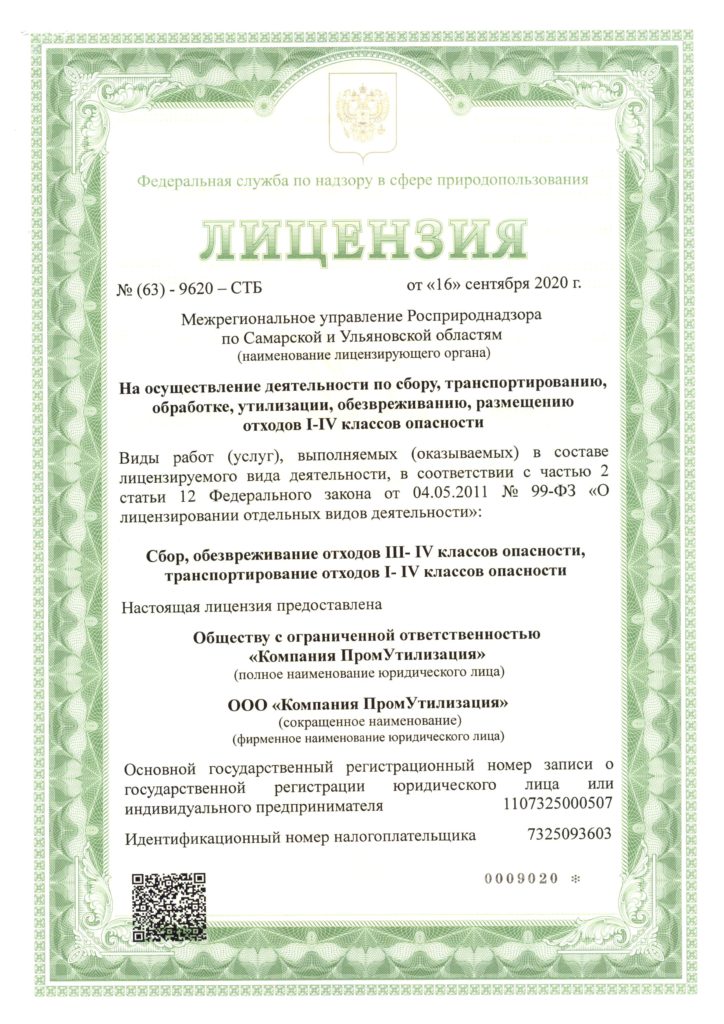 Федеральная служба по надзору в сфере природопользования
ЛИЦЕНЗИЯ
№ (63) - 9620 – СТБ от «16» сентября 2020 г.
Межрегиональное управление Росприроднадзора
по Самарской и Ульяновской областям
(наименование лицензирующего органа)
На осуществление деятельности по сбору, транспортированию,
обработке, утилизации, обезвреживанию, размещению
отходов I-IV классов опасности
Виды работ (услуг), выполняемых (оказываемых) в составе
лицензируемого вида деятельности, в соответствии с частью 2
статьи 12 Федерального закона от 04.05.2011 № 99-ФЗ «О
лицензировании отдельных видов деятельности»:
Сбор, обезвреживание отходов III- IV классов опасности,
транспортирование отходов I- IV классов опасности
Настоящая лицензия предоставлена
Обществу с ограниченной ответственностью
«Компания ПромУтилизация»
(полное наименование юридического лица)
ООО «Компания ПромУтилизация»
(сокращенное наименование)
(фирменное наименование юридического лица)
Основной государственный регистрационный номер записи о
государственной регистрации юридического лица или
индивидуального предпринимателя 1107325000507
Идентификационный номер налогоплательщика 7325093603
0009020 *